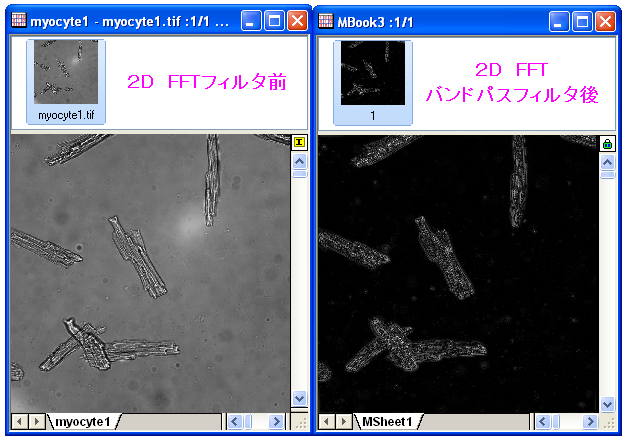 myocyte1 - myocyte1.tif :1/1 ...
2D FFTフィルタ前
myocyte1.tif
myocyte1
MBook3 :1/1
2D FFT
バンドパスフィルタ後
1
MSheet1